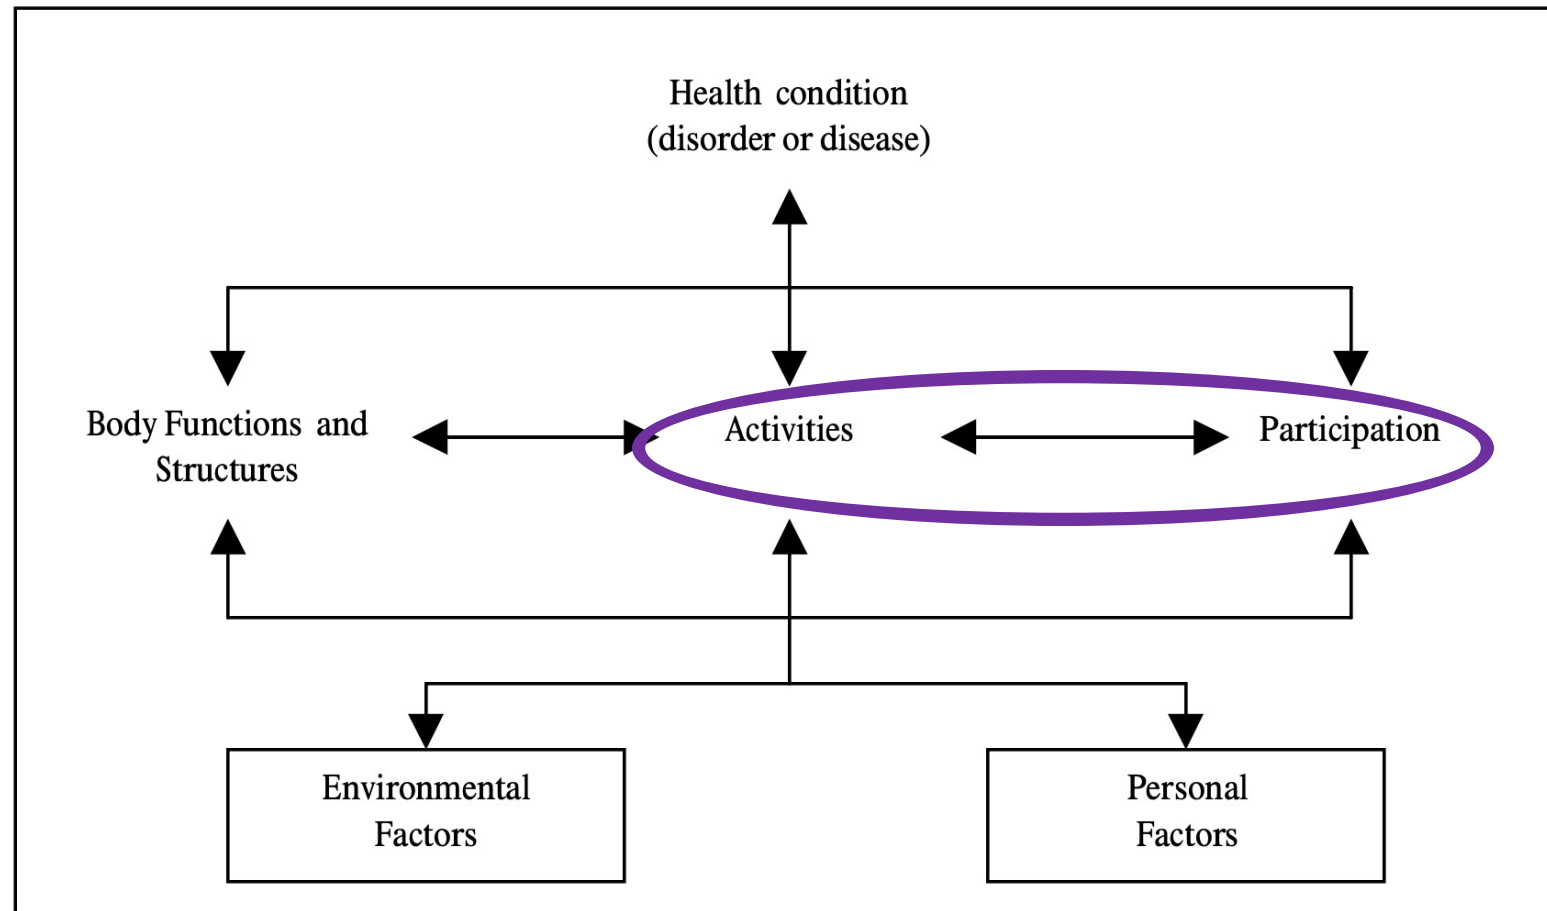 Health condition
(disorder or disease)
Body Functions and
Structures
Activities
Participation
Environmental
Factors
Personal
Factors